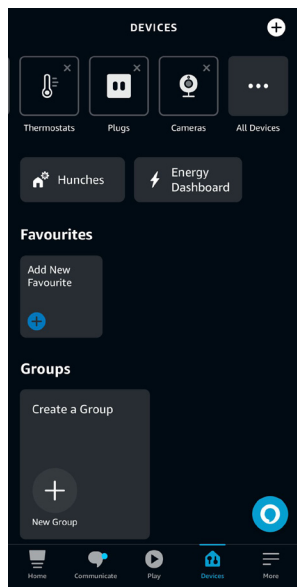 DEVICES
Thermostats
Plugs
Cameras
All Devices
Hunches
Energy
Dashboard
Favourites
Add New
Favourite
Groups
Create a Group
New Group
Home
Communicate
Play
Devices
More